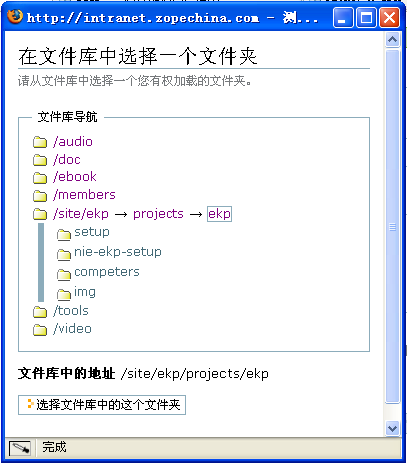 http://intranet.zopechina.com - 测...
在文件库中选择一个文件夹
请从文件库中选择一个您有权加载的文件夹。
文件库导航
/audio
/doc
/ebook
/members
/site/ekp → projects → ekp
setup
nie-ekp-setup
competers
img
/tools
/video
文件库中的地址 /site/ekp/projects/ekp
选择文件库中的这个文件夹
完成